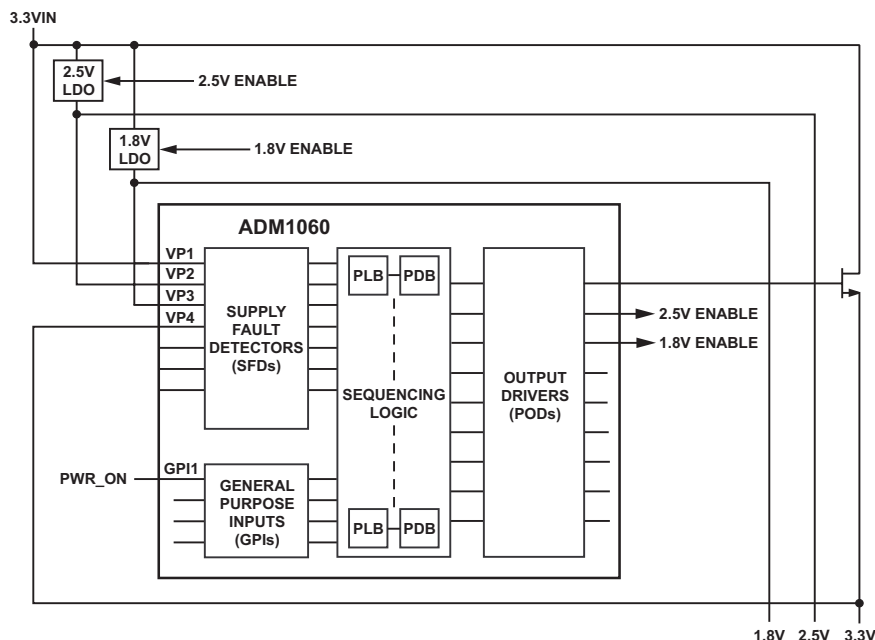 3.3VIN
2.5V
LDO
2.5V ENABLE
1.8V
LDO
1.8V ENABLE
ADM1060
VP1
VP2
VP3
VP4
SUPPLY
FAULT
DETECTORS
(SFDs)
PLB
PDB
SEQUENCING
LOGIC
PLB
PDB
OUTPUT
DRIVERS
(PODs)
2.5V ENABLE
1.8V ENABLE
PWR_ON
GPI1
GENERAL
PURPOSE
INPUTS
(GPIs)
1.8V
2.5V
3.3V